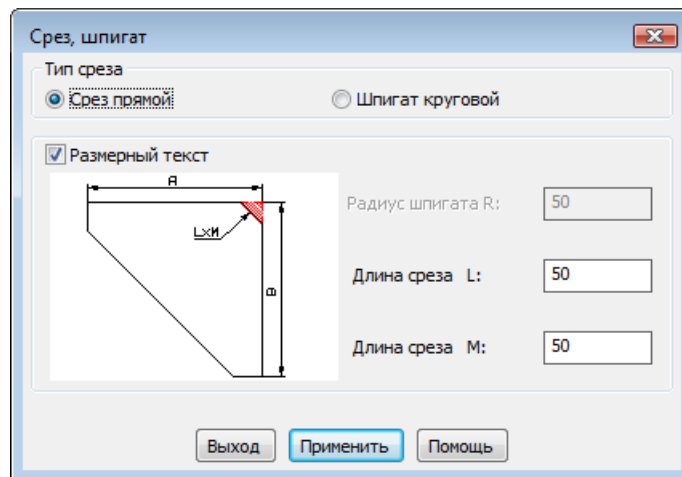 Срез, шпигат
Тип среза
Срез прямой Шпигат круговой
Размерный текст
A
LxM
B
Радиус шпигата R: 50
Длина среза L: 50
Длина среза M: 50
Выход Применить Помощь